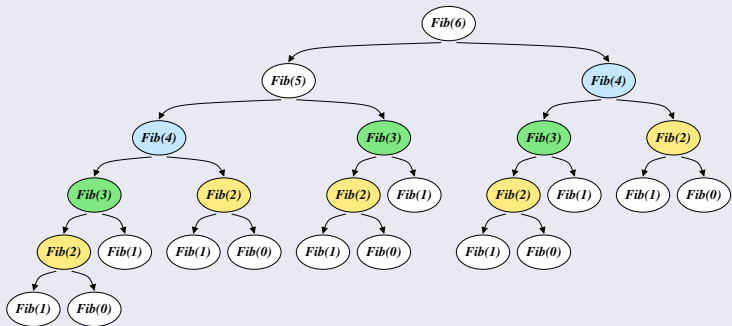 Fib(6)
Fib(5) Fib(4)
Fib(4) Fib(3) Fib(3) Fib(2)
Fib(3) Fib(2) Fib(2) Fib(1) Fib(2) Fib(1) Fib(1) Fib(0)
Fib(2) Fib(1) Fib(1) Fib(0) Fib(1) Fib(0) Fib(1) Fib(0)
Fib(1) Fib(0)